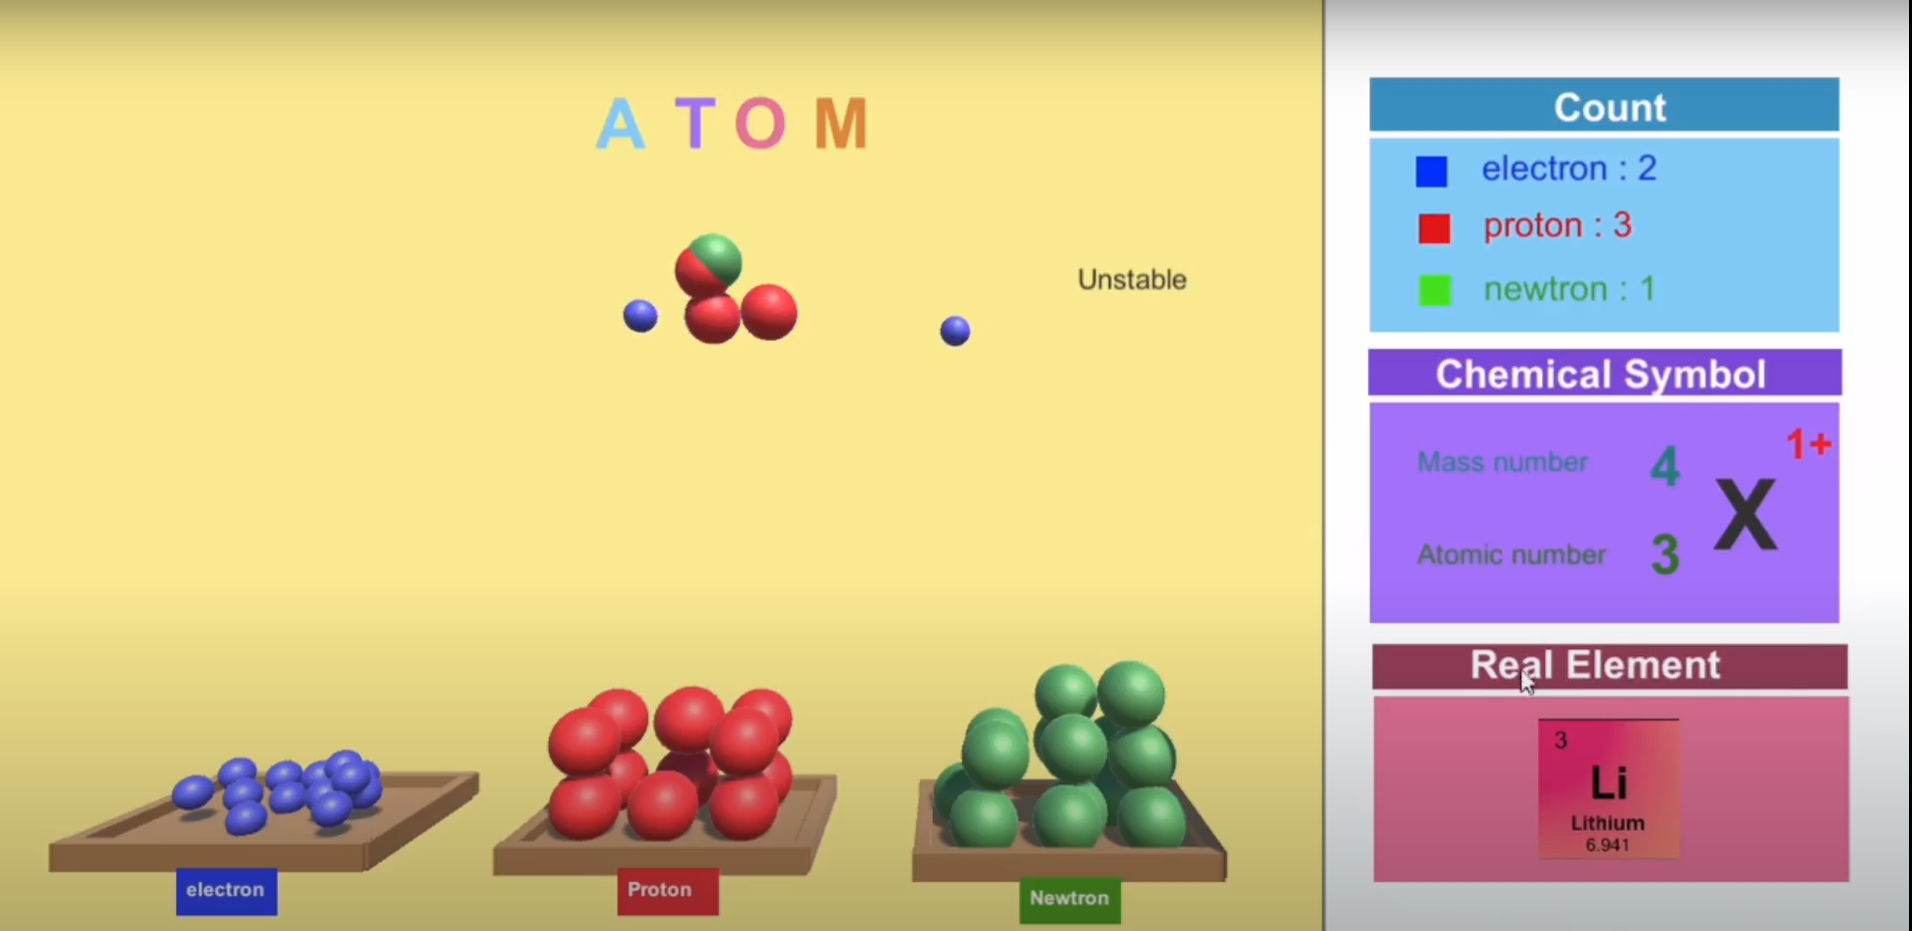 A T O M
Unstable
electron
Proton
Newtron
Count
electron : 2
proton : 3
newtron : 1
Chemical Symbol
1+
Mass number 4
X
Atomic number 3
Real Element
3
Li
Lithium
6.941